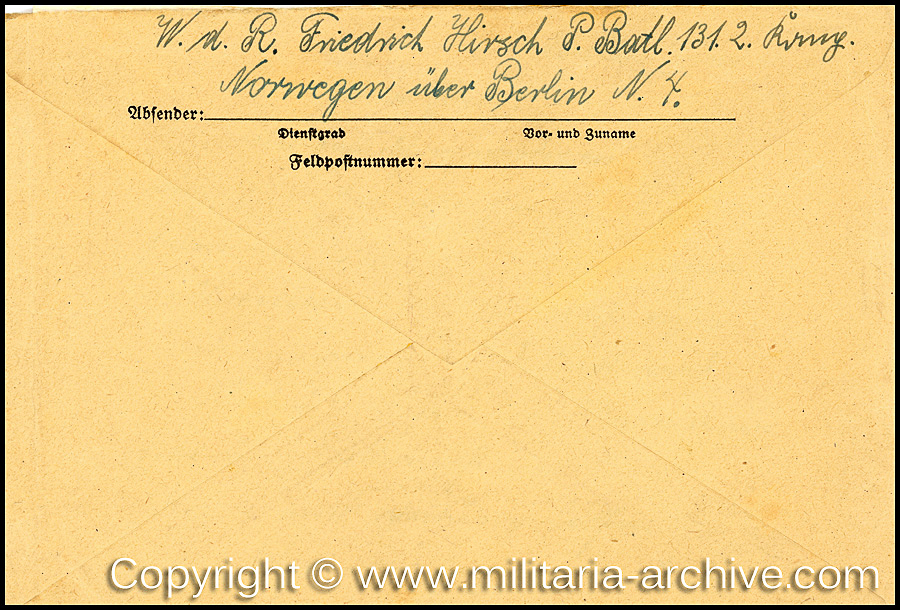 W. d. R. Friedrich Hirsch P. Batl. 131. 2. Komp.
Norwegen über Berlin N. 4.
Absender:
Dienstgrad Vor- und Zuname
Feldpostnummer:
Copyright © www.militaria-archive.com